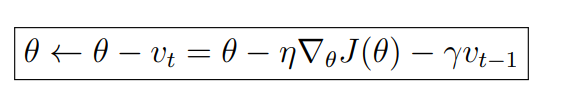 θ ← θ − v_t = θ − η∇_θJ(θ) − γv_{t−1}